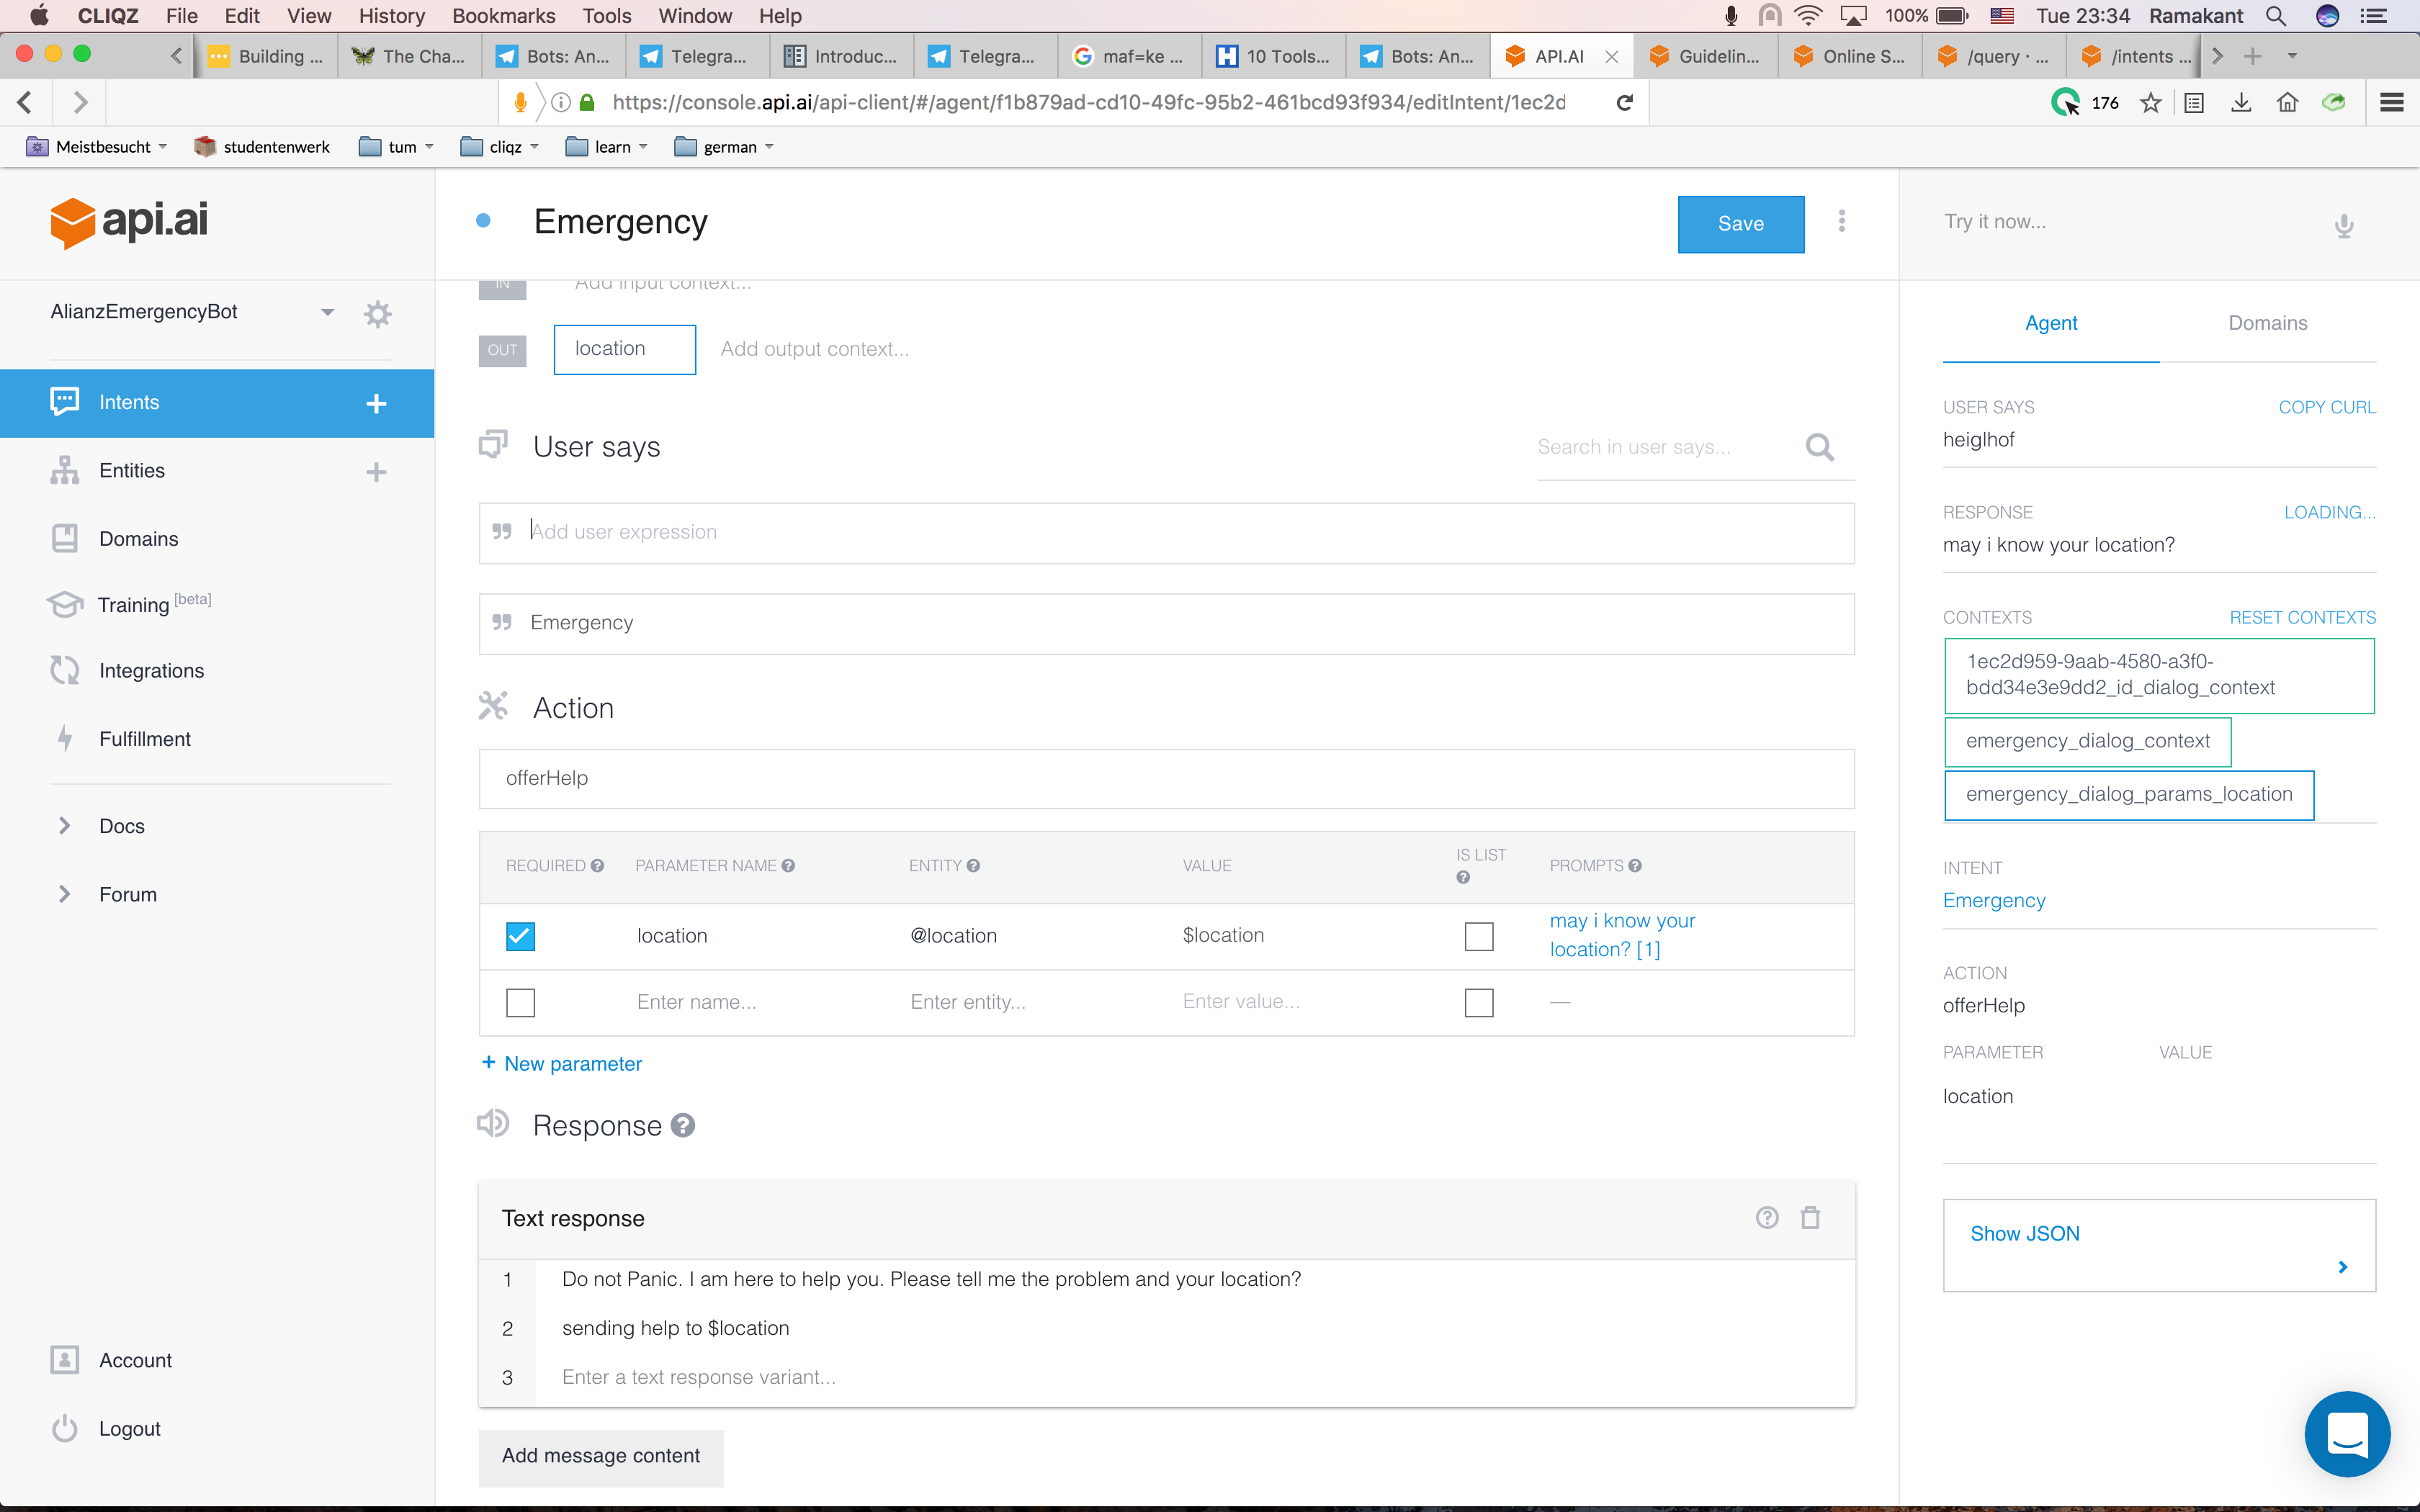 CLIQZ File Edit View History Bookmarks Tools Window Help 100% Tue 23:34 Ramakant
Building ... The Cha... Bots: An... Telegra... Introduc... Telegra... maf=ke ... 10 Tools... Bots: An... API.AI Guidelin... Online S... /query · ... /intents ...
https://console.api.ai/api-client/#/agent/f1b879ad-cd10-49fc-95b2-461bcd93f934/editIntent/1ec2d 176
Meistbesucht studentenwerk tum cliqz learn german
api.ai
AlianzEmergencyBot
Intents
Entities
Domains
Training [beta]
Integrations
Fulfillment
Docs
Forum
Account
Logout
Emergency
Save
IN Add input context...
OUT location Add output context...
User says
Search in user says...
Add user expression
Emergency
Action
offerHelp
REQUIRED PARAMETER NAME ENTITY VALUE IS LIST PROMPTS
location @location $location may i know your
location? [1]
Enter name... Enter entity... Enter value... —
+ New parameter
Response
Text response
1 Do not Panic. I am here to help you. Please tell me the problem and your location?
2 sending help to $location
3 Enter a text response variant...
Add message content
Try it now...
Agent Domains
USER SAYS COPY CURL
heiglhof
RESPONSE LOADING...
may i know your location?
CONTEXTS RESET CONTEXTS
1ec2d959-9aab-4580-a3f0-
bdd34e3e9dd2_id_dialog_context
emergency_dialog_context
emergency_dialog_params_location
INTENT
Emergency
ACTION
offerHelp
PARAMETER VALUE
location
Show JSON